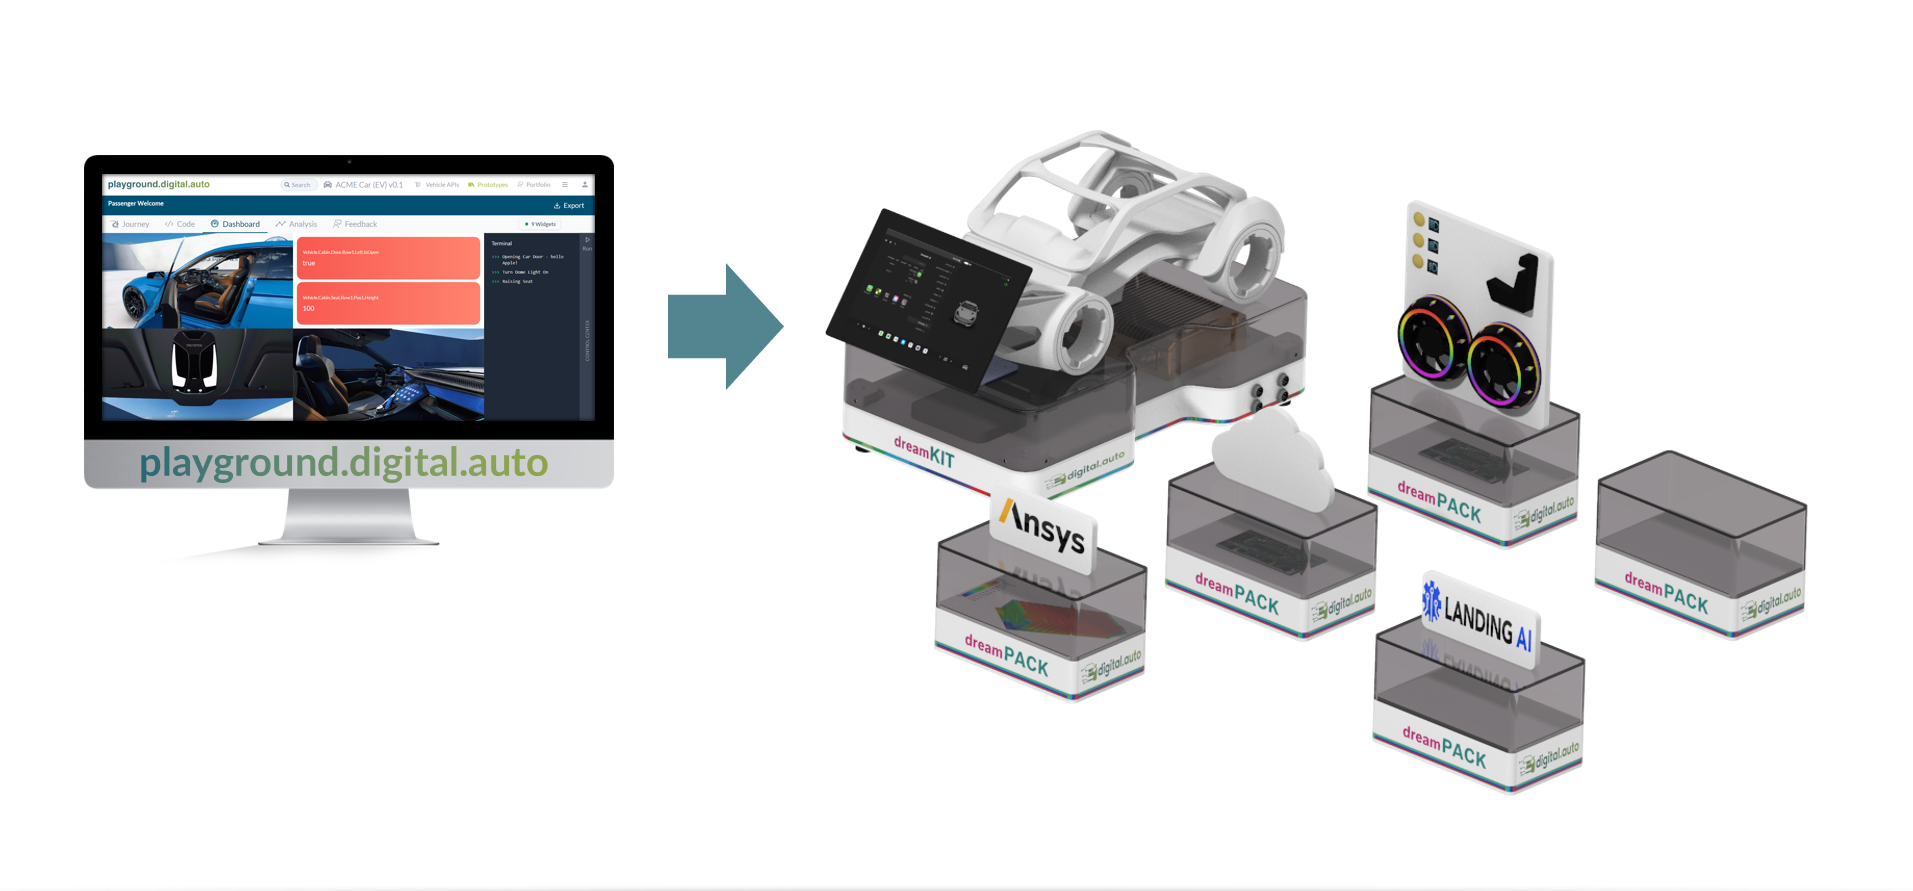 playground.digital.auto
Search
ACME Car (EV) v0.1
Vehicle APIs
Prototypes
Portfolio
Passenger Welcome
Export
Journey
Code
Dashboard
Analysis
Feedback
9 Widgets
Vehicle.Cabin.Door.Row1.Left.IsOpen
true
Vehicle.Cabin.Seat.Row1.Pos1.Height
100
Terminal
>>> Opening Car Door - hello
Apple!
>>> Turn Dome Light On
>>> Raising Seat
Run
CONTROL CENTER
playground.digital.auto
dreamKIT
digital.auto
Ansys
dreamPACK
digital.auto
dreamPACK
digital.auto
dreamPACK
digital.auto
dreamPACK
digital.auto
LANDING AI
dreamPACK
digital.auto